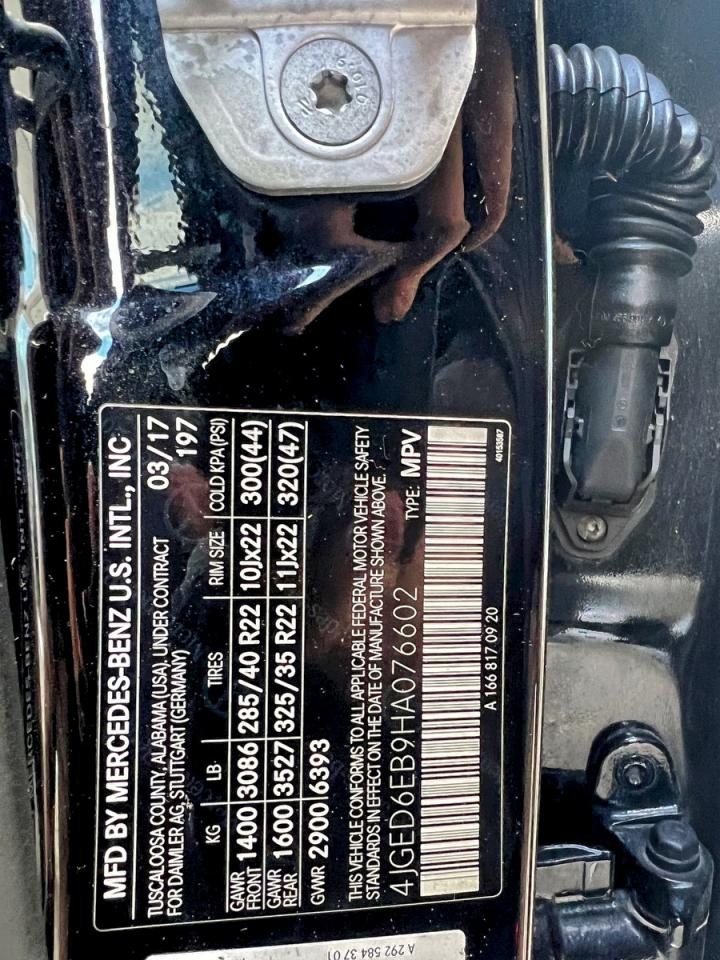 MFD BY MERCEDES-BENZ U.S. INTL., INC
TUSCALOOSA COUNTY, ALABAMA (USA). UNDER CONTRACT 03/17
FOR DAIMLER AG, STUTTGART (GERMANY) 197
KG LB TIRES RIM SIZE COLD KPA (PSI)
GAWR FRONT 1400 3086 285/40 R22 10Jx22 300(44)
GAWR REAR 1600 3527 325/35 R22 11Jx22 320(47)
GVWR 2900 6393
THIS VEHICLE CONFORMS TO ALL APPLICABLE FEDERAL MOTOR VEHICLE SAFETY
STANDARDS IN EFFECT ON THE DATE OF MANUFACTURE SHOWN ABOVE.
4JGED6EB9HA076602 TYPE: MPV
A 166 817 09 20 40153587
A 292 584 37 01